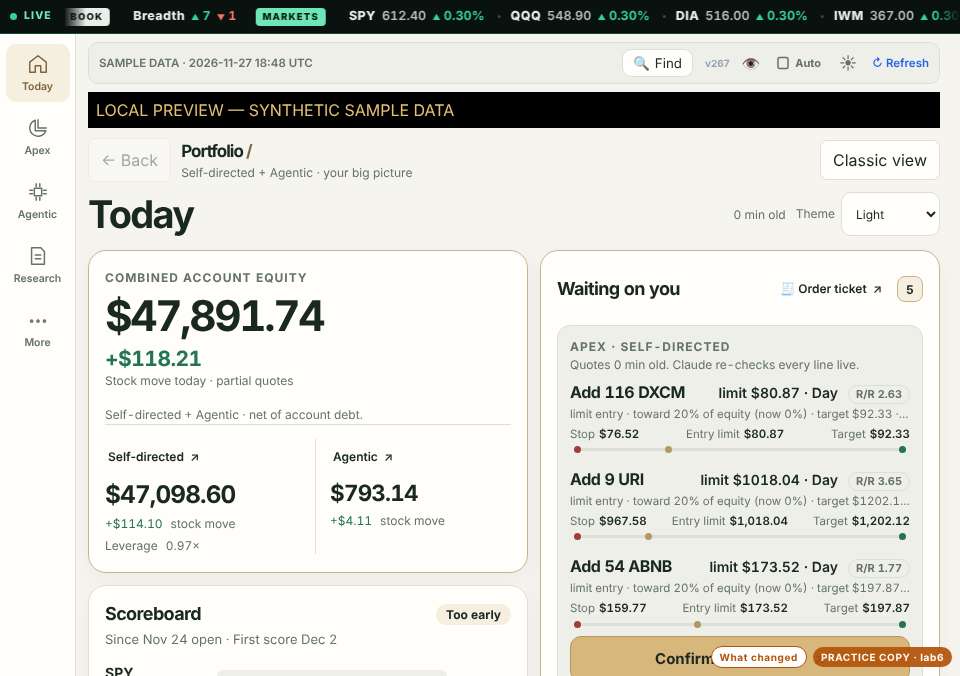 LIVE BOOK Breadth ▲7 ▼1 MARKETS SPY 612.40 ▲0.30% · QQQ 548.90 ▲0.30% · DIA 516.00 ▲0.30% · IWM 367.00 ▲0.30
SAMPLE DATA · 2026-11-27 18:48 UTC
🔍 Find v267 Auto Refresh
LOCAL PREVIEW — SYNTHETIC SAMPLE DATA
← Back
Portfolio /
Self-directed + Agentic · your big picture
Classic view
Today
0 min old Theme Light
Today
Apex
Agentic
Research
More
COMBINED ACCOUNT EQUITY
$47,891.74
+$118.21
Stock move today · partial quotes
Self-directed + Agentic · net of account debt.
Self-directed ↗
$47,098.60
+$114.10 stock move
Leverage 0.97×
Agentic ↗
$793.14
+$4.11 stock move
Scoreboard
Too early
Since Nov 24 open · First score Dec 2
SPY
Waiting on you
Order ticket ↗ 5
APEX · SELF-DIRECTED
Quotes 0 min old. Claude re-checks every line live.
Add 116 DXCM limit $80.87 · Day R/R 2.63
limit entry · toward 20% of equity (now 0%) · target $92.33 ·…
Stop $76.52 Entry limit $80.87 Target $92.33
Add 9 URI limit $1018.04 · Day R/R 3.65
limit entry · toward 20% of equity (now 0%) · target $1202.1…
Stop $967.58 Entry limit $1,018.04 Target $1,202.12
Add 54 ABNB limit $173.52 · Day R/R 1.77
limit entry · toward 20% of equity (now 0%) · target $197.87…
Stop $159.77 Entry limit $173.52 Target $197.87
Confirm
What changed
PRACTICE COPY · lab6